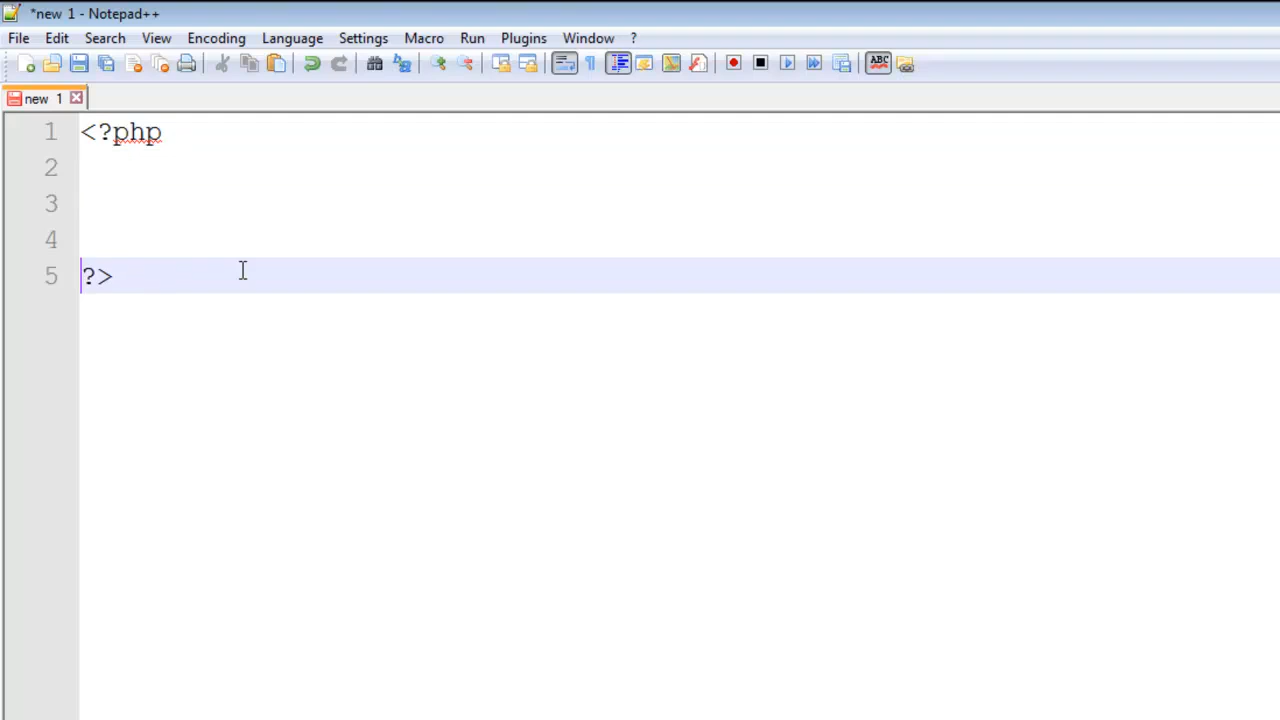 *new 1 - Notepad++
File Edit Search View Encoding Language Settings Macro Run Plugins Window ?
ABC
new 1
1 <?php
2
3
4
5 ?>